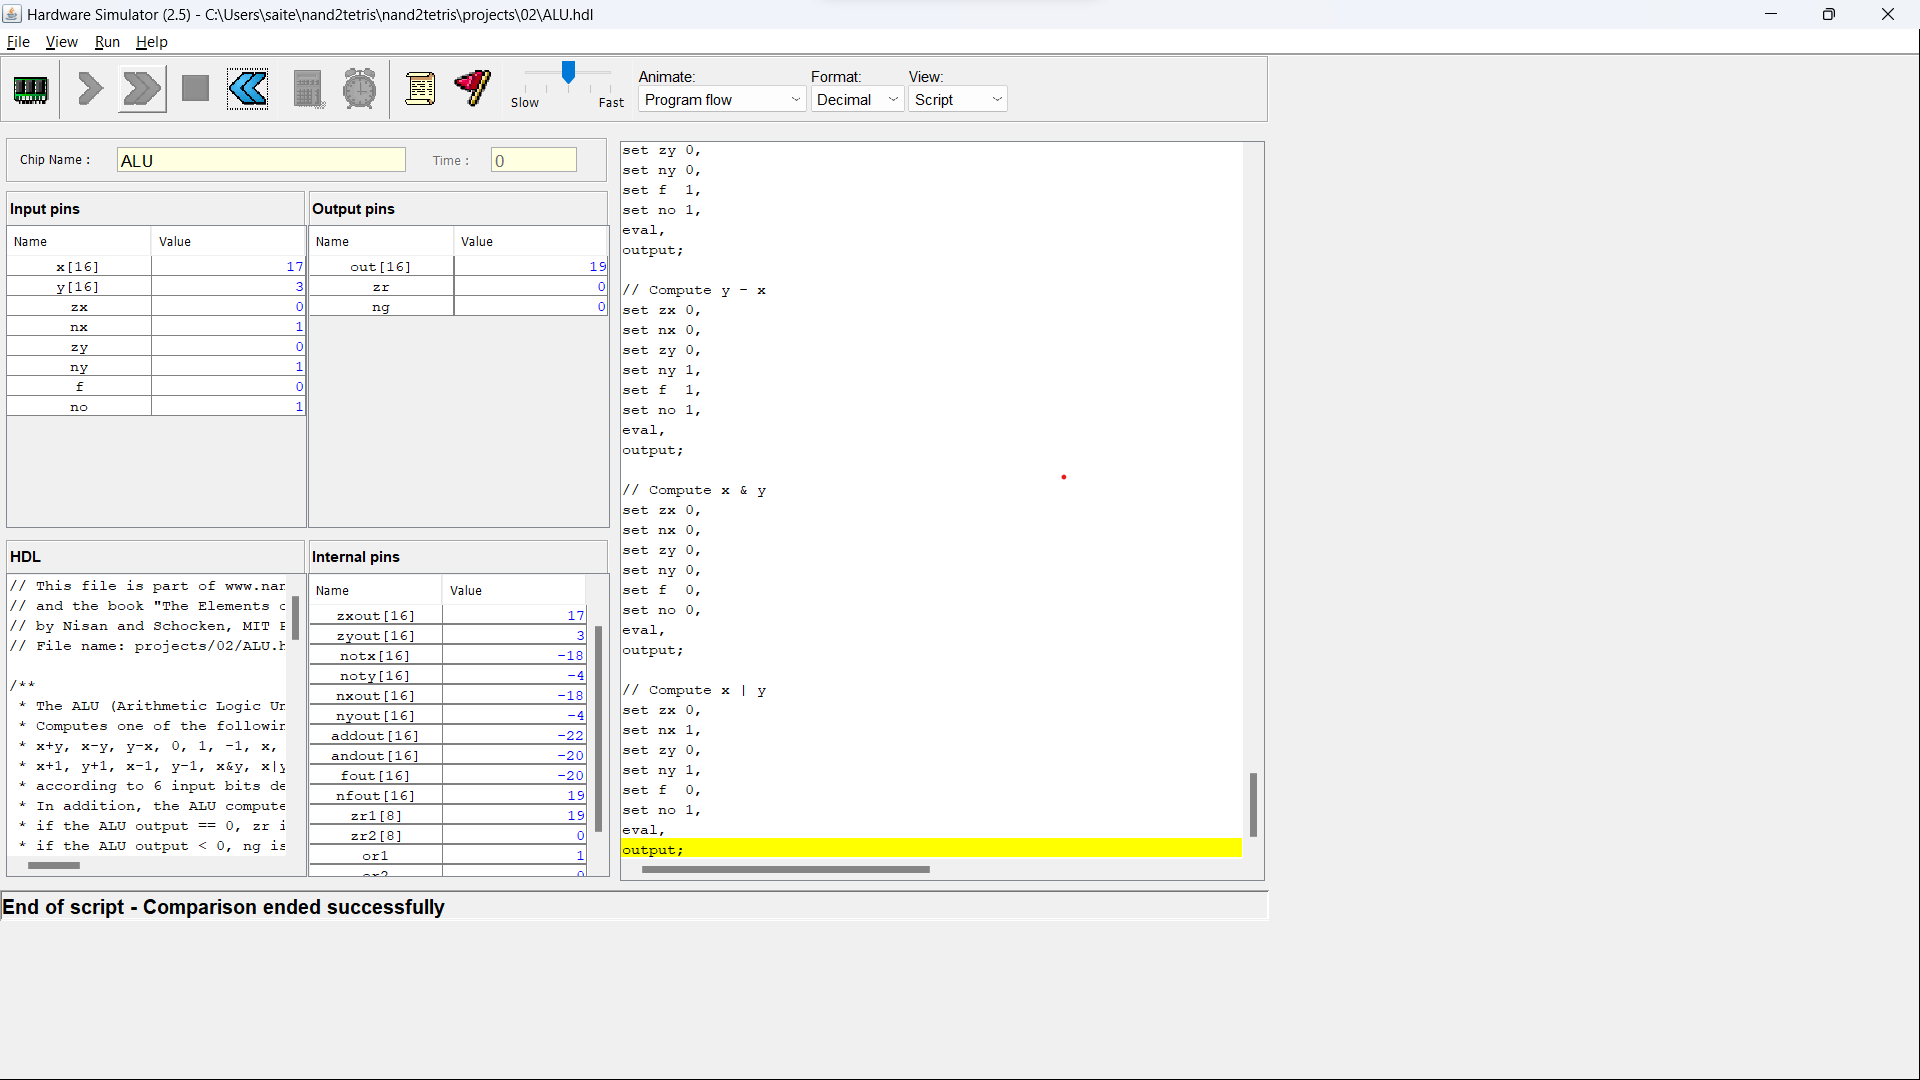 Hardware Simulator (2.5) - C:\Users\saite\nand2tetris\nand2tetris\projects\02\ALU.hdl
File View Run Help
Slow Fast
Animate: Format: View:
Program flow Decimal Script
Chip Name : ALU Time : 0
Input pins
Name Value
x[16] 17
y[16] 3
zx 0
nx 1
zy 0
ny 1
f 0
no 1
Output pins
Name Value
out[16] 19
zr 0
ng 0
HDL
// This file is part of www.nan
// and the book "The Elements o
// by Nisan and Schocken, MIT P
// File name: projects/02/ALU.h
/**
* The ALU (Arithmetic Logic Un
* Computes one of the followin
* x+y, x-y, y-x, 0, 1, -1, x,
* x+1, y+1, x-1, y-1, x&y, x|y
* according to 6 input bits de
* In addition, the ALU compute
* if the ALU output == 0, zr i
* if the ALU output < 0, ng is
Internal pins
Name Value
zxout[16] 17
zyout[16] 3
notx[16] -18
noty[16] -4
nxout[16] -18
nyout[16] -4
addout[16] -22
andout[16] -20
fout[16] -20
nfout[16] 19
zr1[8] 19
zr2[8] 0
or1 1
or2 0
set zy 0,
set ny 0,
set f 1,
set no 1,
eval,
output;
// Compute y - x
set zx 0,
set nx 0,
set zy 0,
set ny 1,
set f 1,
set no 1,
eval,
output;
// Compute x & y
set zx 0,
set nx 0,
set zy 0,
set ny 0,
set f 0,
set no 0,
eval,
output;
// Compute x | y
set zx 0,
set nx 1,
set zy 0,
set ny 1,
set f 0,
set no 1,
eval,
output;
End of script - Comparison ended successfully